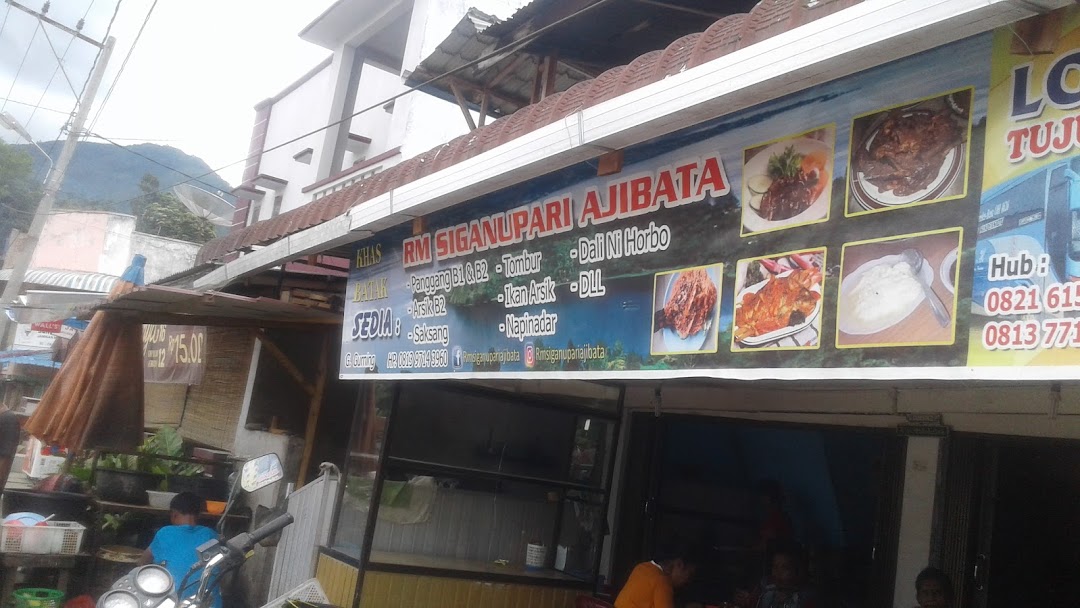 KHAS
BATAK
SEDIA :
RM SIGANUPARI AJIBATA
- Panggang B1 & B2
- Arsik B2
- Saksang
- Tombur
- Ikan Arsik
- Napinadar
- Dali Ni Horbo
- DLL
Rmsiganupariajibata
Rmsiganupariajibata
LO
TUJU
Hub :
0821 615
0813 771